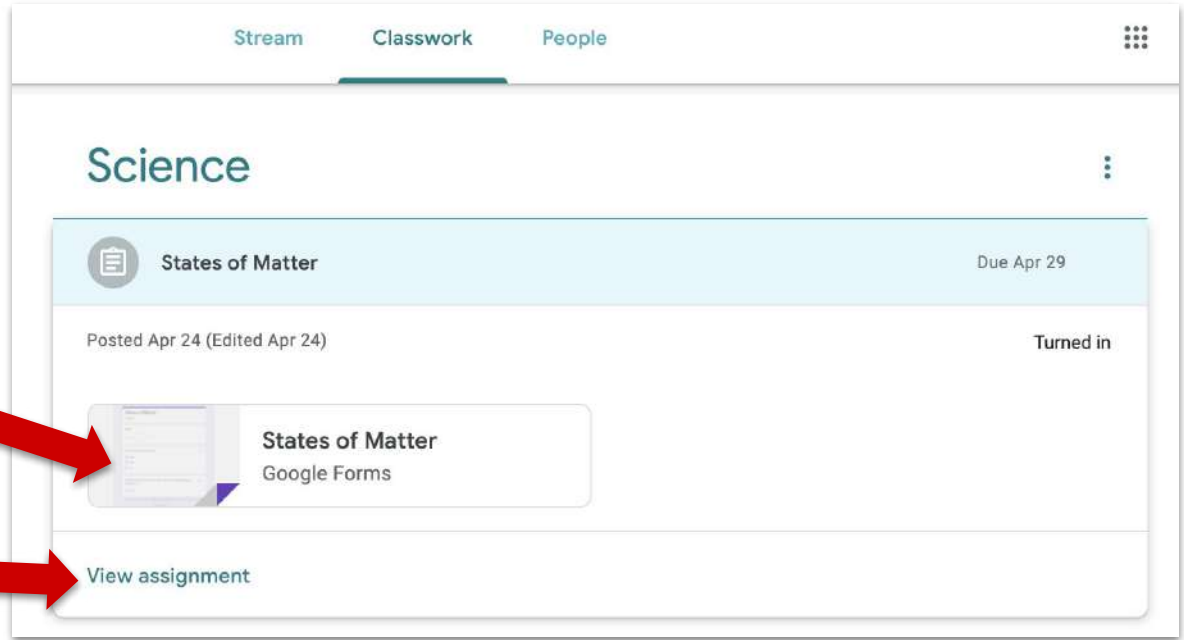 Stream Classwork People
Science
States of Matter Due Apr 29
Posted Apr 24 (Edited Apr 24) Turned in
States of Matter
Google Forms
View assignment